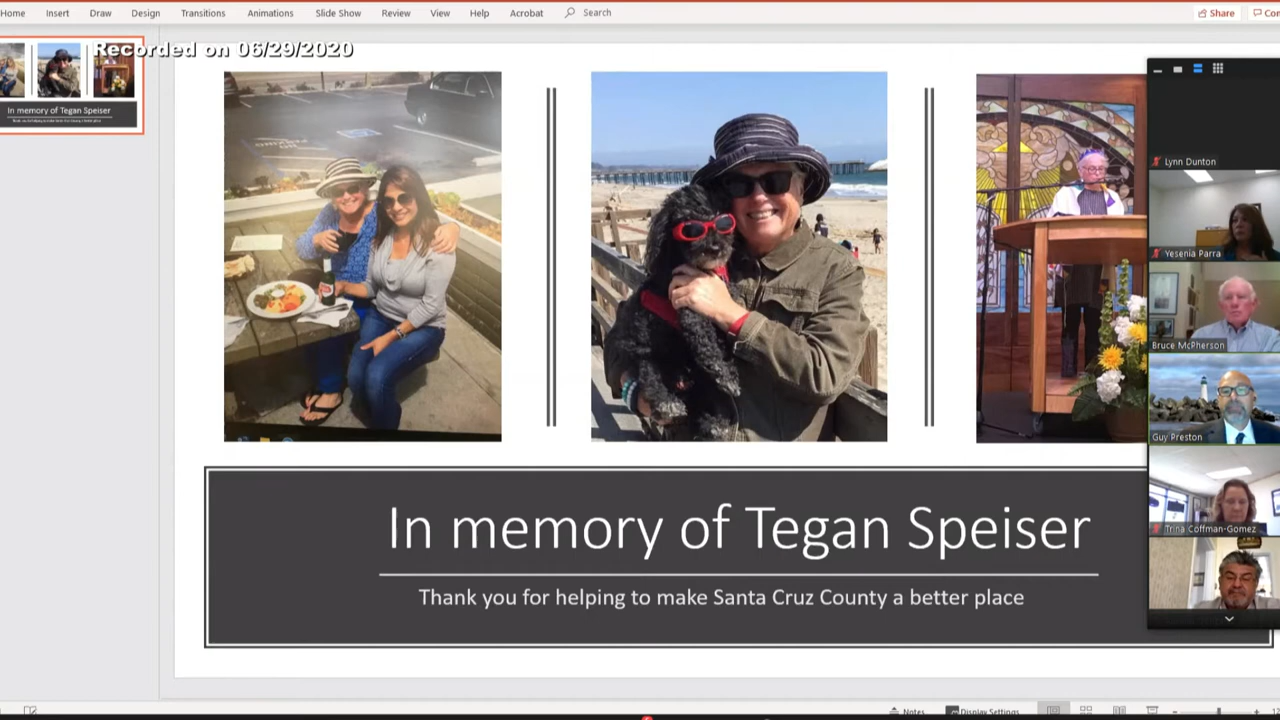 Home Insert Draw Design Transitions Animations Slide Show Review View Help Acrobat Search Share
Recorded on 06/29/2020
In memory of Tegan Speiser
Lynn Dunton
Yesenia Parra
Bruce McPherson
Guy Preston
Trina Coffman-Gomez
In memory of Tegan Speiser
Thank you for helping to make Santa Cruz County a better place
Notes Display Settings